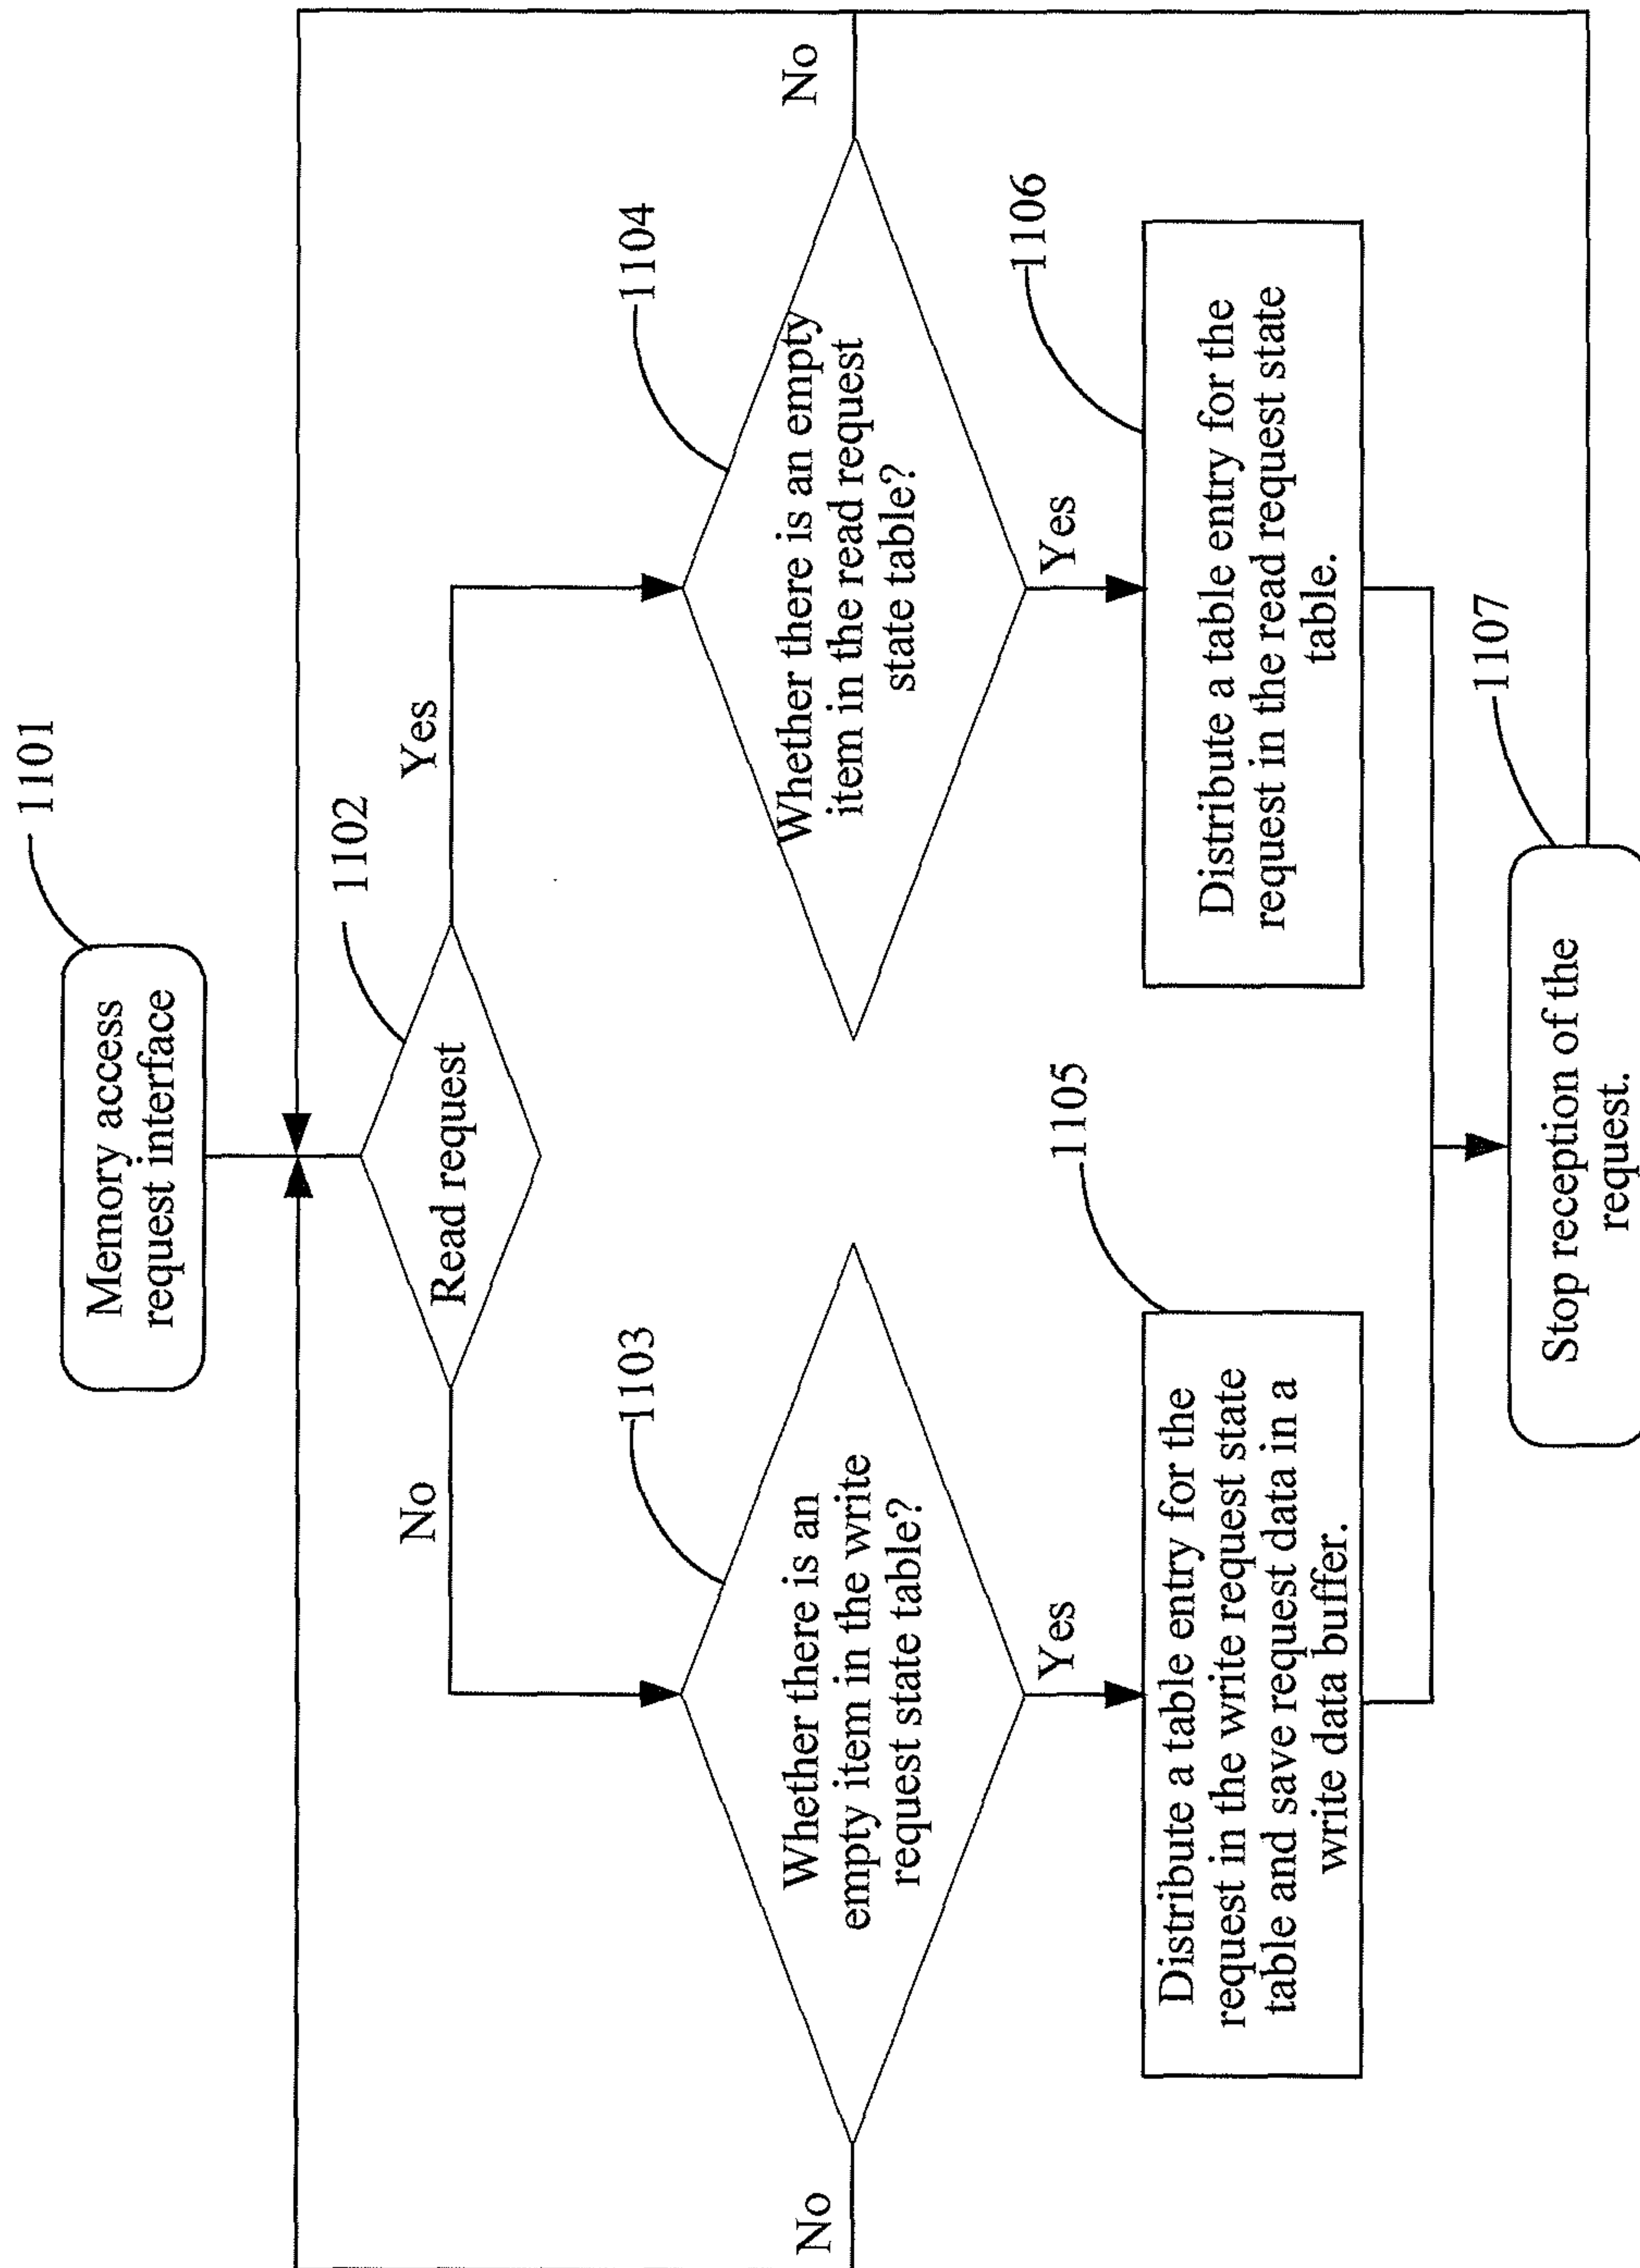 1101
Memory access
request interface
1102
Read request
No
Yes
1103
Whether there is an
empty item in the write
request state table?
No
Yes
1104
Whether there is an empty
item in the read request
state table?
No
Yes
1105
Distribute a table entry for the
request in the write request state
table and save request data in a
write data buffer.
1106
Distribute a table entry for the
request in the read request state
table.
1107
Stop reception of the
request.